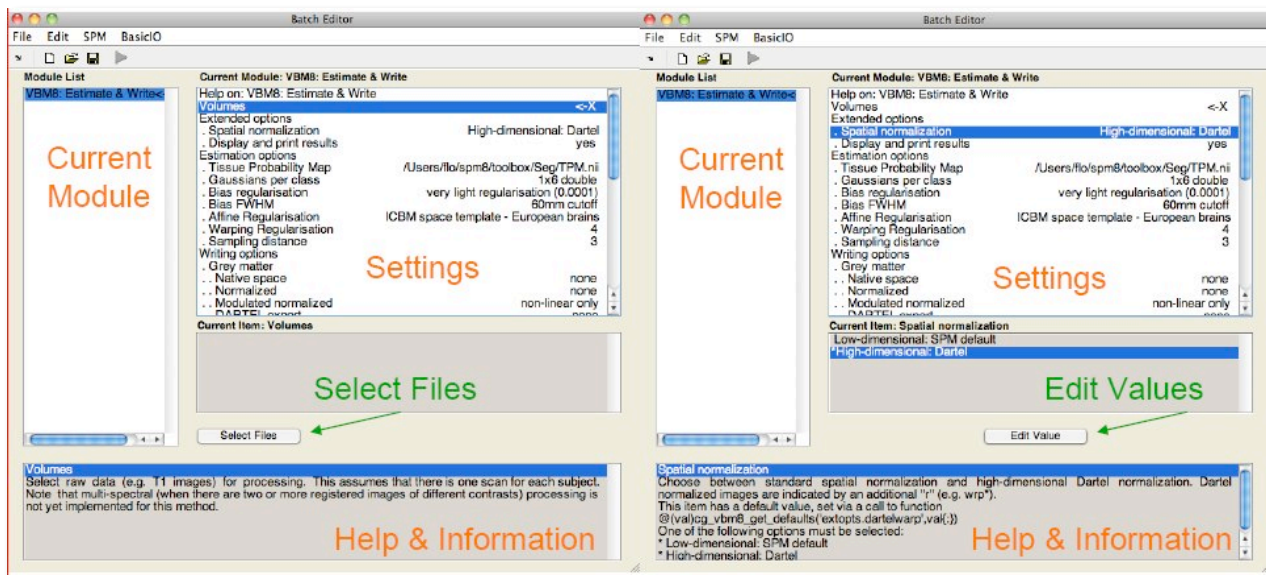 Batch Editor
File Edit SPM BasicIO
Module List
VBM8: Estimate & Write<-
Current Module
Current Module: VBM8: Estimate & Write
Help on: VBM8: Estimate & Write
Volumes <-X
Extended options
. Spatial normalization High-dimensional: Dartel
. Display and print results yes
Estimation options
. Tissue Probability Map /Users/flo/spm8/toolbox/Seg/TPM.nii
. Gaussians per class 1x6 double
. Bias regularisation very light regularisation (0.0001)
. Bias FWHM 60mm cutoff
. Affine Regularisation ICBM space template - European brains
. Warping Regularisation 4
. Sampling distance 3
Writing options
. Grey matter
. . Native space none
. . Normalized none
. . Modulated normalized non-linear only
. . DARTEL export none
Settings
Current Item: Volumes
Select Files
Select Files
Volumes
Select raw data (e.g. T1 images) for processing. This assumes that there is one scan for each subject.
Note that multi-spectral (when there are two or more registered images of different contrasts) processing is
not yet implemented for this method.
Help & Information
Batch Editor
File Edit SPM BasicIO
Module List
VBM8: Estimate & Write<
Current Module
Current Module: VBM8: Estimate & Write
Help on: VBM8: Estimate & Write
Volumes <-X
Extended options
. Spatial normalization High-dimensional: Dartel
. Display and print results yes
Estimation options
. Tissue Probability Map /Users/flo/spm8/toolbox/Seg/TPM.nii
. Gaussians per class 1x6 double
. Bias regularisation very light regularisation (0.0001)
. Bias FWHM 60mm cutoff
. Affine Regularisation ICBM space template - European brains
. Warping Regularisation 4
. Sampling distance 3
Writing options
. Grey matter
. . Native space none
. . Normalized none
. . Modulated normalized non-linear only
. . DARTEL export none
Settings
Current Item: Spatial normalization
Low-dimensional: SPM default
*High-dimensional: Dartel
Edit Values
Edit Value
Spatial normalization
Choose between standard spatial normalization and high-dimensional Dartel normalization. Dartel
normalized images are indicated by an additional "r" (e.g. wrp*).
This item has a default value, set via a call to function
@(val)cg_vbm8_get_defaults('extopts.dartelwarp',val{:})
One of the following options must be selected:
* Low-dimensional: SPM default
* High-dimensional: Dartel
Help & Information